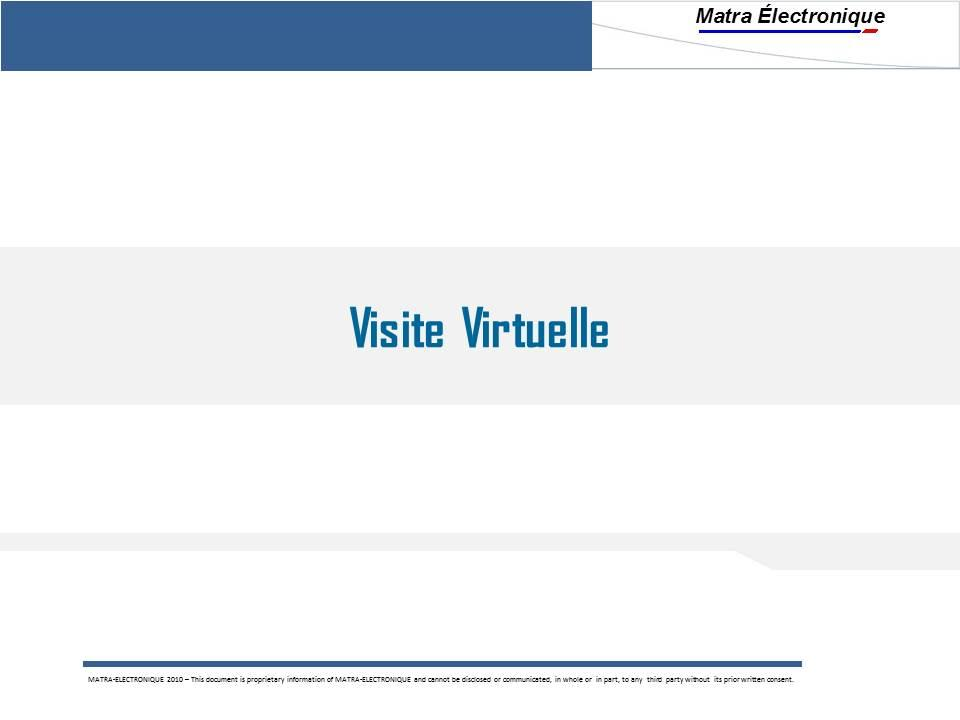 Matra Électronique
Visite Virtuelle
MATRA-ELECTRONIQUE 2010 – This document is proprietary information of MATRA-ELECTRONIQUE and cannot be disclosed or communicated, in whole or in part, to any third party without its prior written consent.